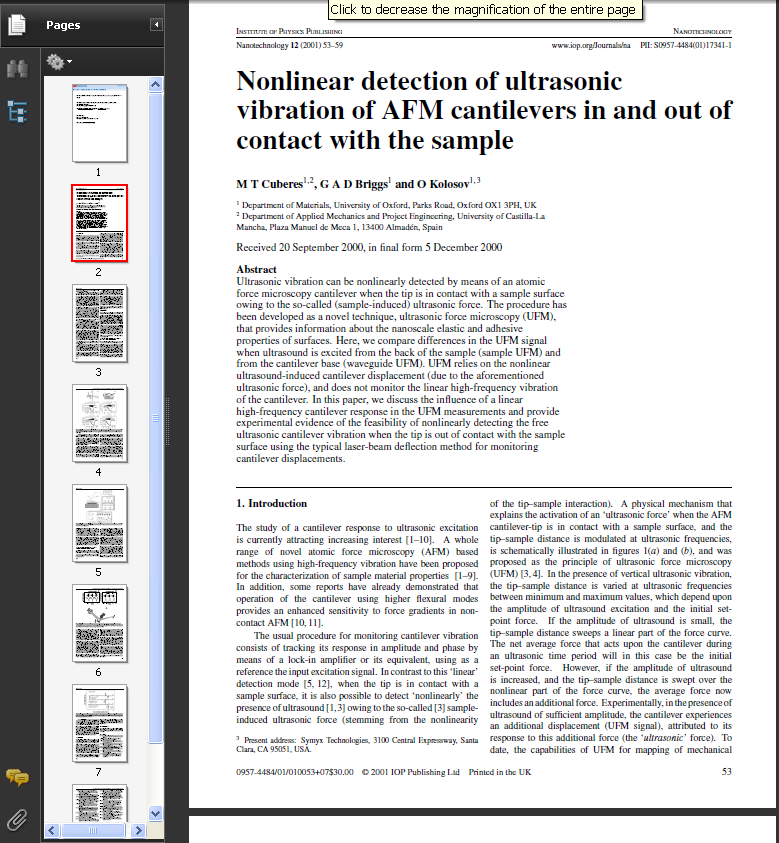 Click to decrease the magnification of the entire page
Pages
1
2
3
4
5
6
7
Institute of Physics Publishing
Nanotechnology
Nanotechnology 12 (2001) 53–59
www.iop.org/Journals/na PII: S0957-4484(01)17341-1
Nonlinear detection of ultrasonic
vibration of AFM cantilevers in and out of
contact with the sample
M T Cuberes1,2, G A D Briggs1 and O Kolosov1,3
1 Department of Materials, University of Oxford, Parks Road, Oxford OX1 3PH, UK
2 Department of Applied Mechanics and Project Engineering, University of Castilla-La
Mancha, Plaza Manuel de Meca 1, 13400 Almadén, Spain
Received 20 September 2000, in final form 5 December 2000
Abstract
Ultrasonic vibration can be nonlinearly detected by means of an atomic
force microscopy cantilever when the tip is in contact with a sample surface
owing to the so-called (sample-induced) ultrasonic force. The procedure has
been developed as a novel technique, ultrasonic force microscopy (UFM),
that provides information about the nanoscale elastic and adhesive
properties of surfaces. Here, we compare differences in the UFM signal
when ultrasound is excited from the back of the sample (sample UFM) and
from the cantilever base (waveguide UFM). UFM relies on the nonlinear
ultrasound-induced cantilever displacement (due to the aforementioned
ultrasonic force), and does not monitor the linear high-frequency vibration
of the cantilever. In this paper, we discuss the influence of a linear
high-frequency cantilever response in the UFM measurements and provide
experimental evidence of the feasibility of nonlinearly detecting the free
ultrasonic cantilever vibration when the tip is out of contact with the sample
surface using the typical laser-beam deflection method for monitoring
cantilever displacements.
1. Introduction
The study of a cantilever response to ultrasonic excitation
is currently attracting increasing interest [1–10]. A whole
range of novel atomic force microscopy (AFM) based
methods using high-frequency vibration have been proposed
for the characterization of sample material properties [1–9].
In addition, some reports have already demonstrated that
operation of the cantilever using higher flexural modes
provides an enhanced sensitivity to force gradients in non-
contact AFM [10, 11].
The usual procedure for monitoring cantilever vibration
consists of tracking its response in amplitude and phase by
means of a lock-in amplifier or its equivalent, using as a
reference the input excitation signal. In contrast to this ‘linear’
detection mode [5, 12], when the tip is in contact with a
sample surface, it is also possible to detect ‘nonlinearly’ the
presence of ultrasound [1, 3] owing to the so-called [3] sample-
induced ultrasonic force (stemming from the nonlinearity
3 Present address: Symyx Technologies, 3100 Central Expressway, Santa
Clara, CA 95051, USA.
of the tip–sample interaction). A physical mechanism that
explains the activation of an ‘ultrasonic force’ when the AFM
cantilever-tip is in contact with a sample surface, and the
tip–sample distance is modulated at ultrasonic frequencies,
is schematically illustrated in figures 1(a) and (b), and was
proposed as the principle of ultrasonic force microscopy
(UFM) [3, 4]. In the presence of vertical ultrasonic vibration,
the tip–sample distance is varied at ultrasonic frequencies
between minimum and maximum values, which depend upon
the amplitude of ultrasound excitation and the initial set-
point force. If the amplitude of ultrasound is small, the
tip–sample distance sweeps a linear part of the force curve.
The net average force that acts upon the cantilever during
an ultrasonic time period will in this case be the initial
set-point force. However, if the amplitude of ultrasound
is increased, and the tip–sample distance is swept over the
nonlinear part of the force curve, the average force now
includes an additional force. Experimentally, in the presence of
ultrasound of sufficient amplitude, the cantilever experiences
an additional displacement (UFM signal), attributed to its
response to this additional force (the ‘ultrasonic’ force). To
date, the capabilities of UFM for mapping of mechanical
0957-4484/01/010053+07$30.00 © 2001 IOP Publishing Ltd Printed in the UK
53